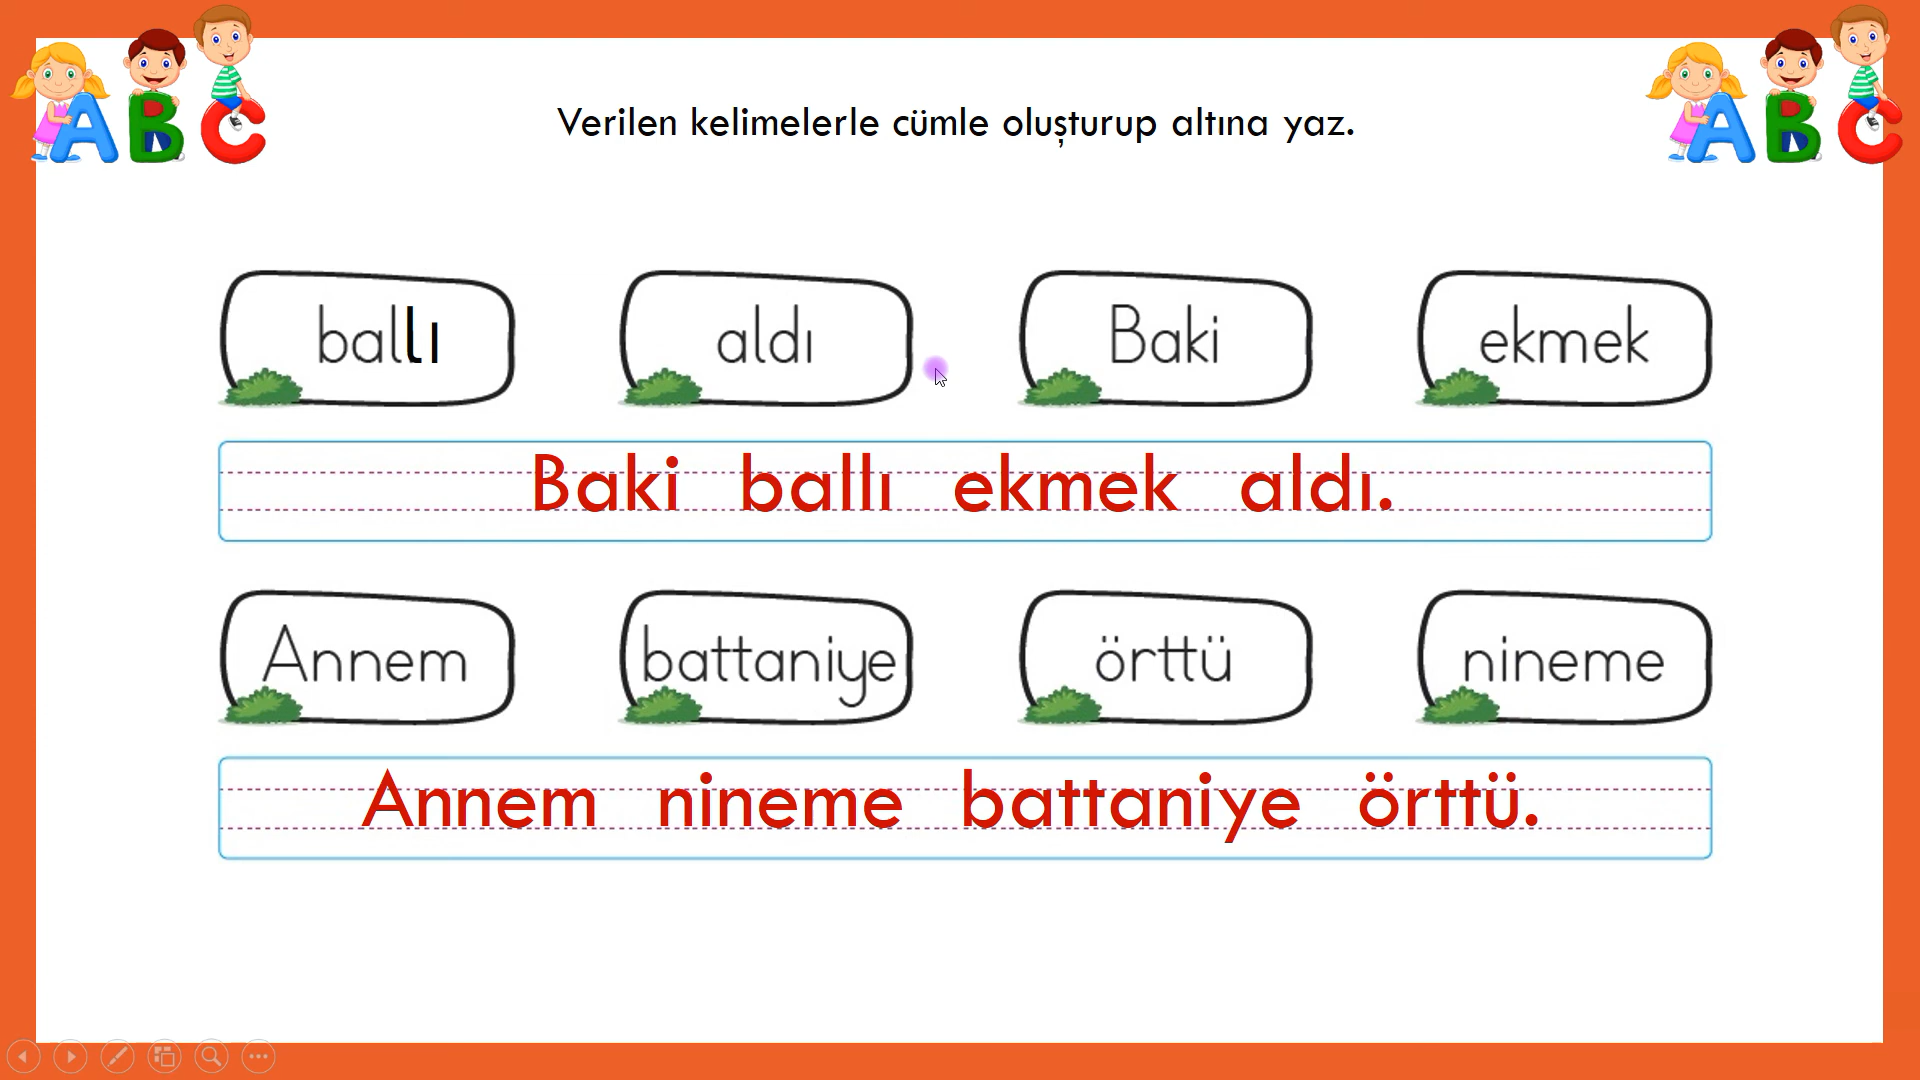 A B C
A B C
Verilen kelimelerle cümle oluşturup altına yaz.
ballı aldı Baki ekmek
Baki ballı ekmek aldı.
Annem battaniye örttü nineme
Annem nineme battaniye örttü.